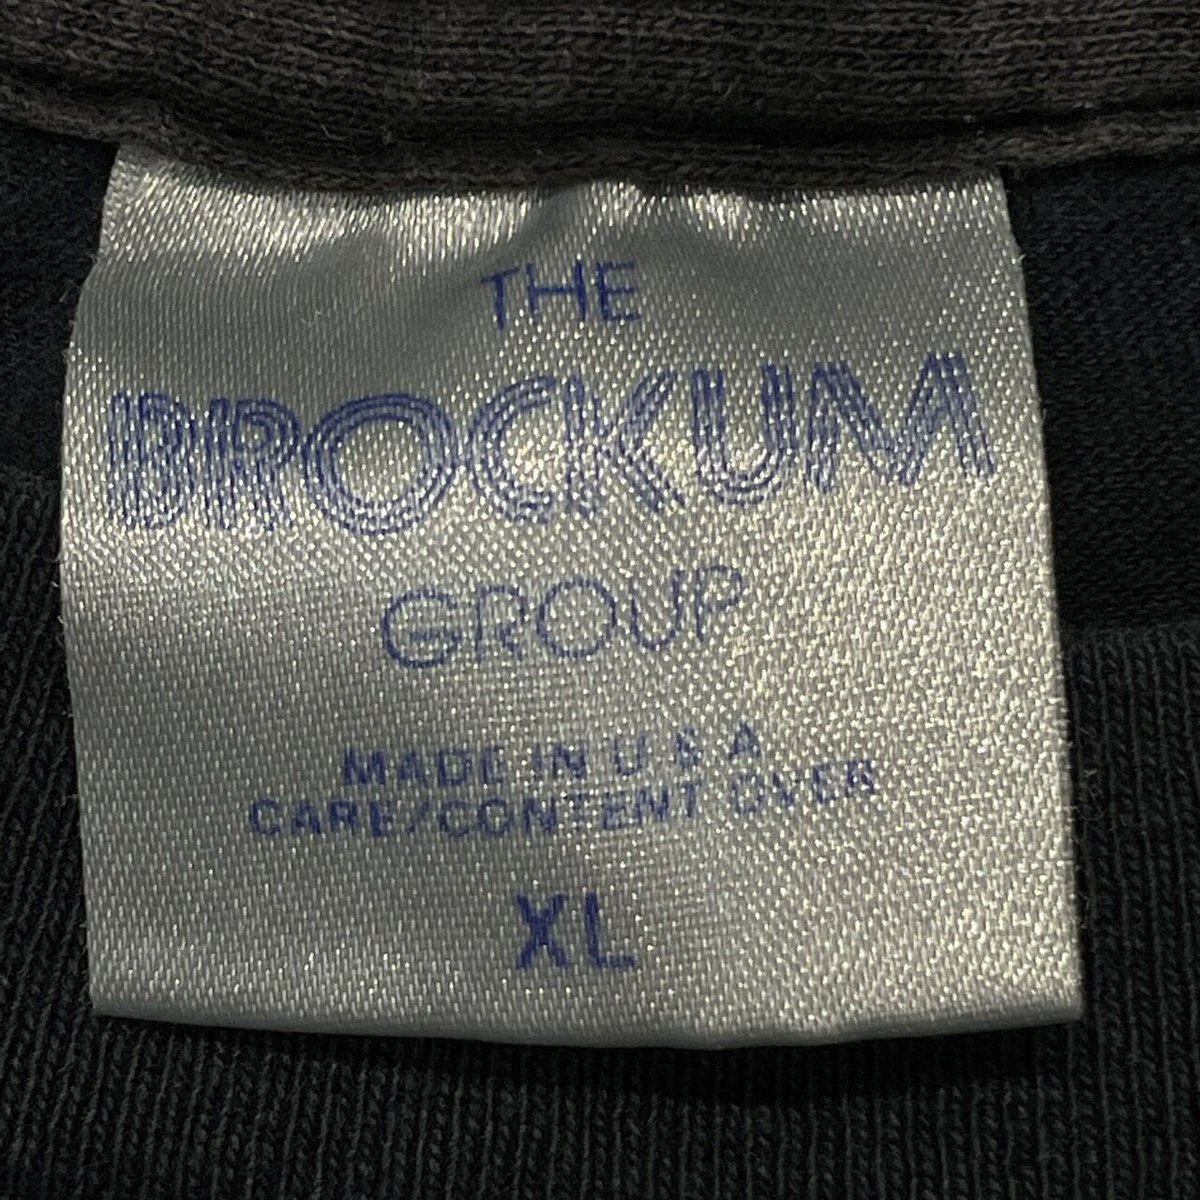 THE
BROCKUM
GROUP
MADE IN U S A
CARE/CONTENT OVER
XL